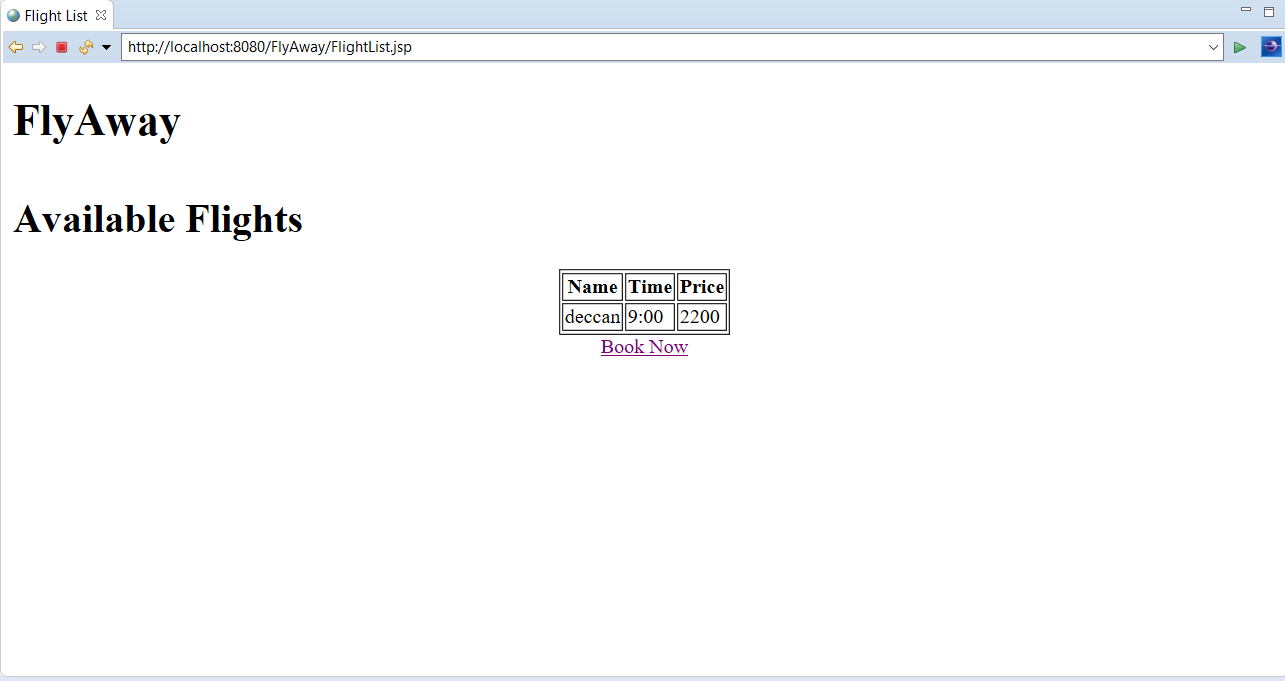 Flight List
http://localhost:8080/FlyAway/FlightList.jsp
FlyAway
Available Flights
Name Time Price
deccan 9:00 2200
Book Now